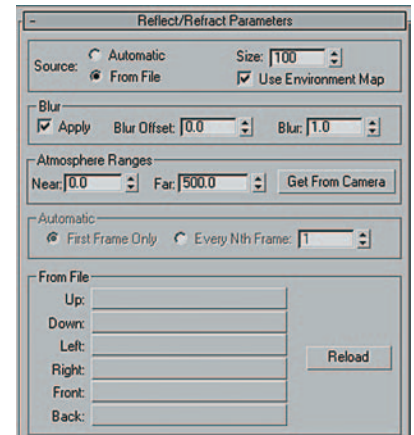 - Reflect/Refract Parameters
Source: Automatic Size: 100
From File Use Environment Map
Blur
Apply Blur Offset: 0.0 Blur: 1.0
Atmosphere Ranges
Near: 0.0 Far: 500.0 Get From Camera
Automatic
First Frame Only Every Nth Frame: 1
From File
Up:
Down:
Left:
Right:
Reload
Front:
Back: